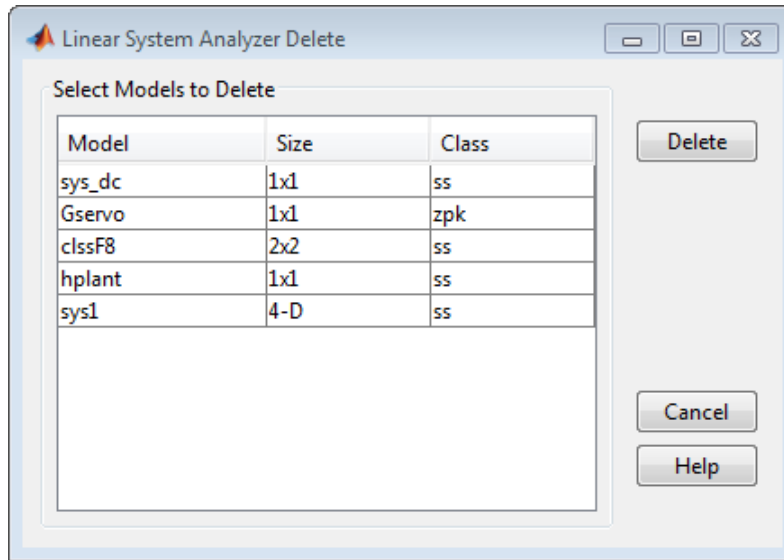 Linear System Analyzer Delete
Select Models to Delete
Model Size Class
sys_dc 1x1 ss
Gservo 1x1 zpk
clssF8 2x2 ss
hplant 1x1 ss
sys1 4-D ss
Delete
Cancel
Help